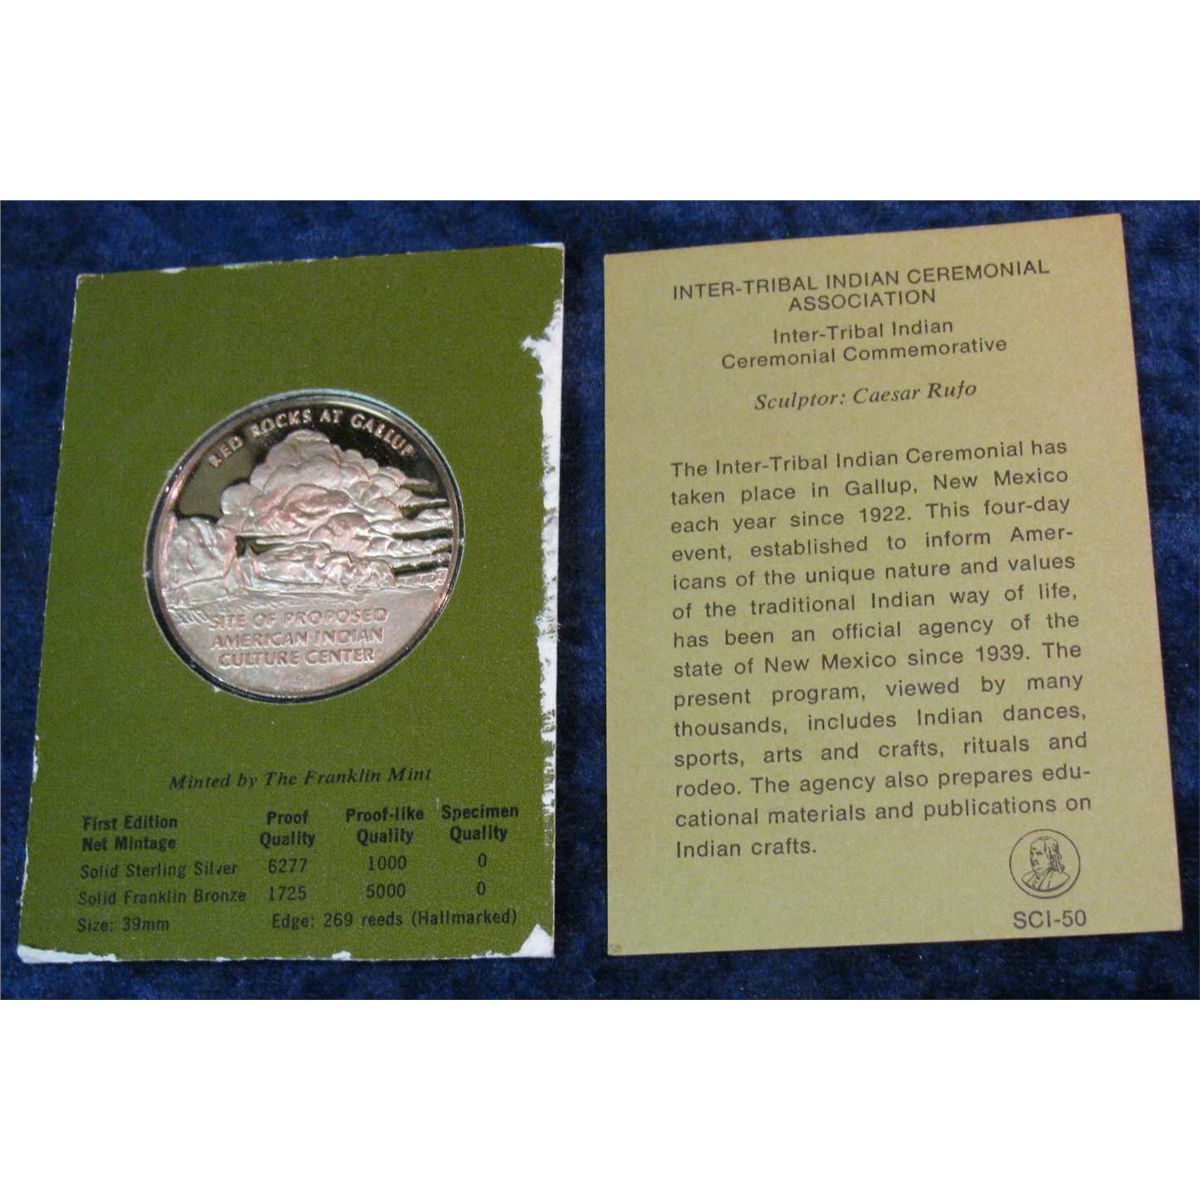 RED ROCKS AT GALLUP
SITE OF PROPOSED
AMERICAN INDIAN
CULTURE CENTER
Minted by The Franklin Mint
First Edition Net Mintage Proof Quality Proof-like Quality Specimen Quality
Solid Sterling Silver 6277 1000 0
Solid Franklin Bronze 1725 5000 0
Size: 39mm Edge: 269 reeds (Hallmarked)
INTER-TRIBAL INDIAN CEREMONIAL
ASSOCIATION
Inter-Tribal Indian
Ceremonial Commemorative
Sculptor: Caesar Rufo
The Inter-Tribal Indian Ceremonial has
taken place in Gallup, New Mexico
each year since 1922. This four-day
event, established to inform Amer-
icans of the unique nature and values
of the traditional Indian way of life,
has been an official agency of the
state of New Mexico since 1939. The
present program, viewed by many
thousands, includes Indian dances,
sports, arts and crafts, rituals and
rodeo. The agency also prepares edu-
cational materials and publications on
Indian crafts.
SCI-50